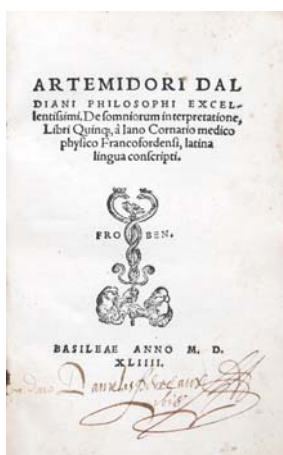 ARTEMIDORI DAL
DIANI PHILOSOPHI EXCEL-
lentissimi, De somniorum interpretatione,
Libri Quinq;, à Iano Cornario medico
physico Francofordensi, latina
lingua conscripti.
FRO BEN.
BASILEAE ANNO M. D.
XLIIII.